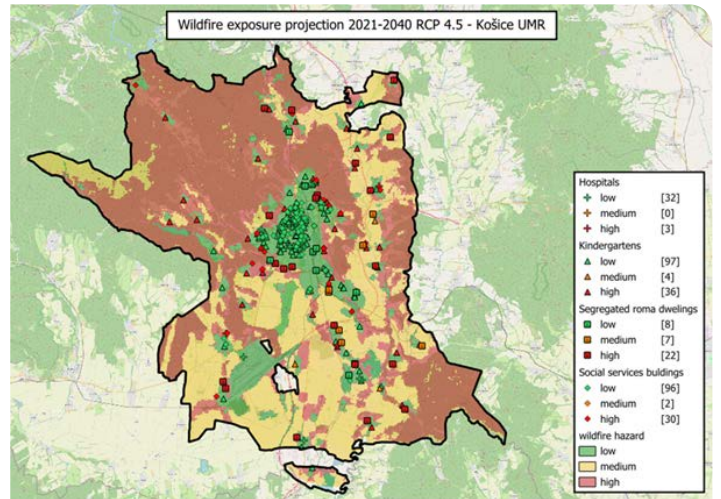 Wildfire exposure projection 2021-2040 RCP 4.5 - Košice UMR
Hospitals
low [32]
medium [0]
high [3]
Kindergartens
low [97]
medium [4]
high [36]
Segregated roma dwelings
low [8]
medium [7]
high [22]
Social services buldings
low [96]
medium [2]
high [30]
wildfire hazard
low
medium
high